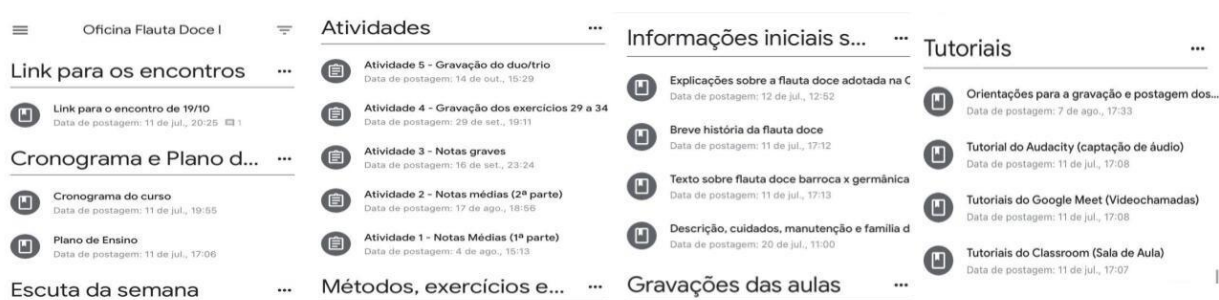 Oficina Flauta Doce I
Link para os encontros
Link para o encontro de 19/10
Data de postagem: 11 de jul., 20:25 1
Cronograma e Plano d...
Cronograma do curso
Data de postagem: 11 de jul., 19:55
Plano de Ensino
Data de postagem: 11 de jul., 17:06
Escuta da semana
Atividades
Atividade 5 - Gravação do duo/trio
Data de postagem: 14 de out., 15:29
Atividade 4 - Gravação dos exercícios 29 a 34
Data de postagem: 29 de set., 19:11
Atividade 3 - Notas graves
Data de postagem: 16 de set., 23:24
Atividade 2 - Notas médias (2ª parte)
Data de postagem: 17 de ago., 18:56
Atividade 1 - Notas Médias (1ª parte)
Data de postagem: 4 de ago., 15:13
Métodos, exercícios e...
Informações iniciais s...
Explicações sobre a flauta doce adotada na
Data de postagem: 12 de jul., 12:52
Breve história da flauta doce
Data de postagem: 11 de jul., 17:12
Texto sobre flauta doce barroca x germânica
Data de postagem: 11 de jul., 17:13
Descrição, cuidados, manutenção e família d
Data de postagem: 20 de jul., 11:00
Gravações das aulas
Tutoriais
Orientações para a gravação e postagem dos...
Data de postagem: 7 de ago., 17:33
Tutorial do Audacity (captação de áudio)
Data de postagem: 11 de jul., 17:08
Tutoriais do Google Meet (Videochamadas)
Data de postagem: 11 de jul., 17:08
Tutoriais do Classroom (Sala de Aula)
Data de postagem: 11 de jul., 17:07